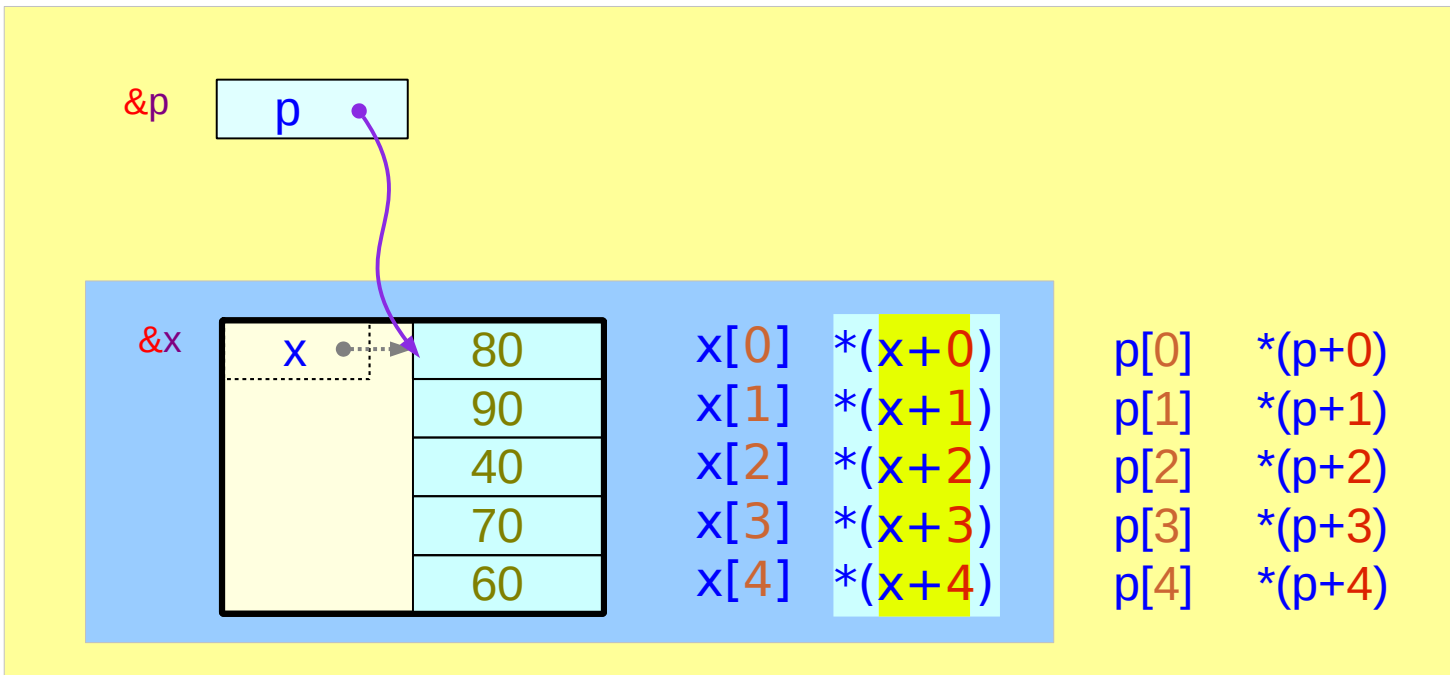 &p p
&x x 80 x[0] *(x+0) p[0] *(p+0)
90 x[1] *(x+1) p[1] *(p+1)
40 x[2] *(x+2) p[2] *(p+2)
70 x[3] *(x+3) p[3] *(p+3)
60 x[4] *(x+4) p[4] *(p+4)